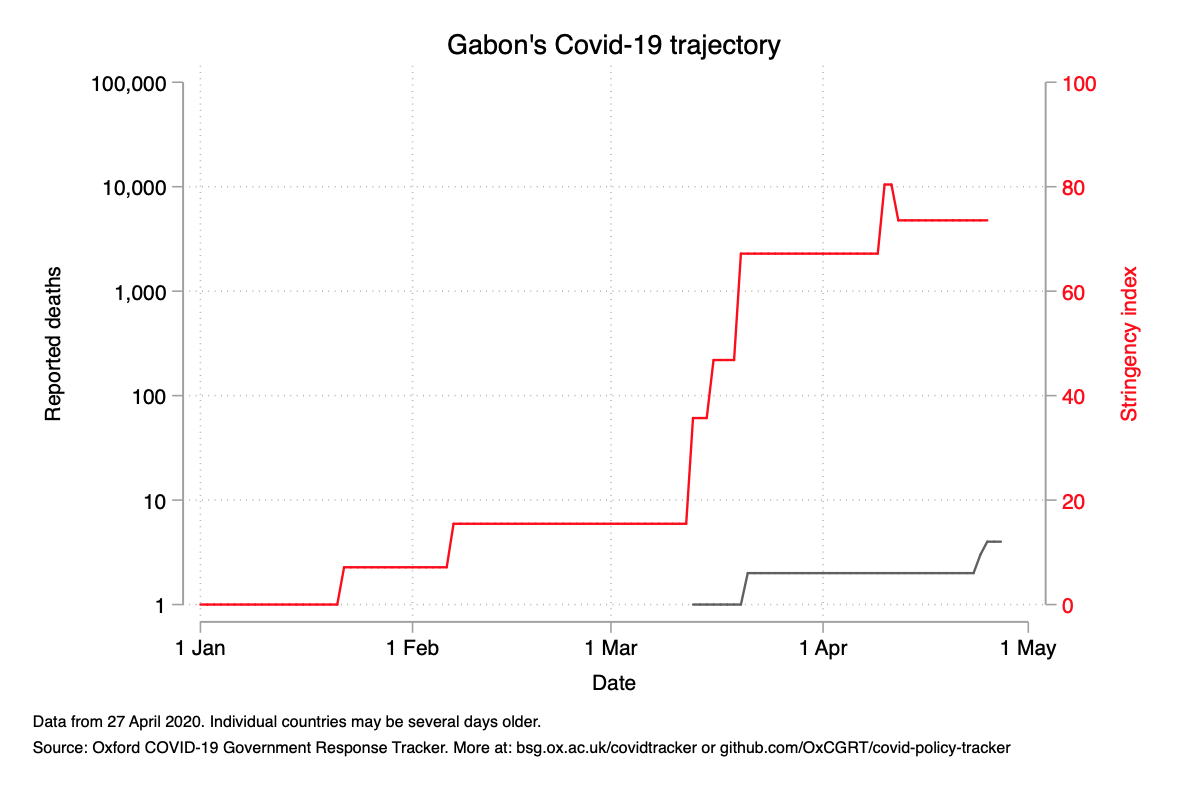 Gabon's Covid-19 trajectory
100,000
10,000
1,000
100
10
1
Reported deaths
100
80
60
40
20
0
Stringency index
1 Jan
1 Feb
1 Mar
1 Apr
1 May
Date
Data from 27 April 2020. Individual countries may be several days older.
Source: Oxford COVID-19 Government Response Tracker. More at: bsg.ox.ac.uk/covidtracker or github.com/OxCGRT/covid-policy-tracker